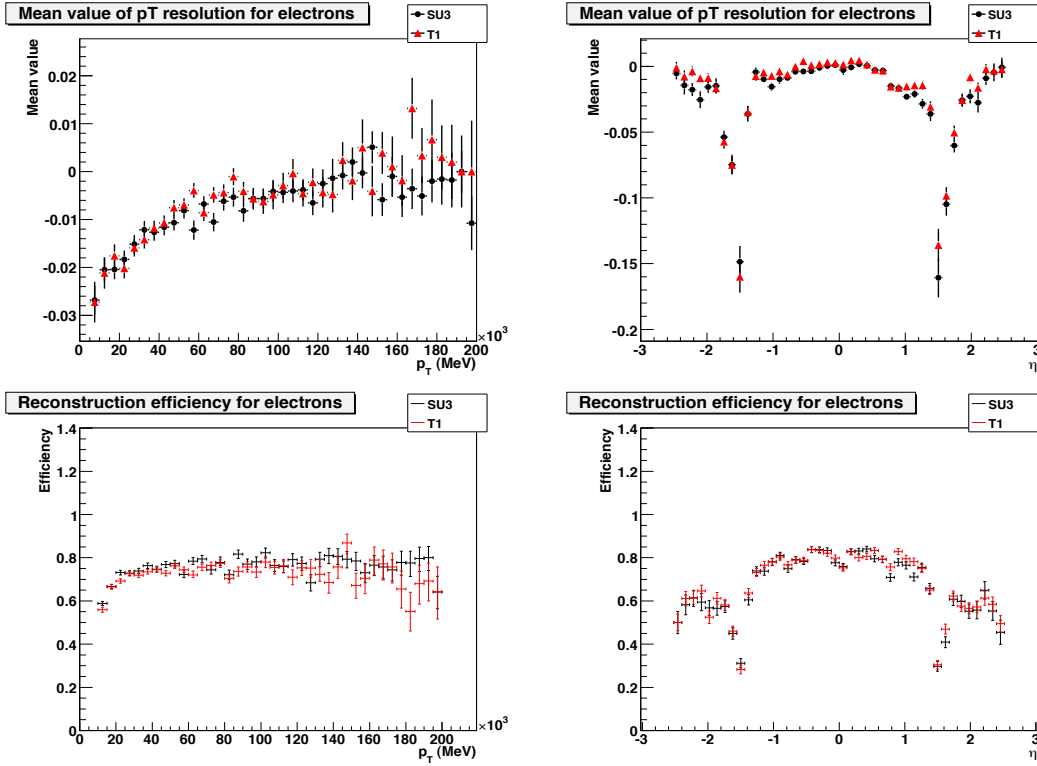 Mean value of pT resolution for electrons
SU3
T1
Mean value
0.02
0.01
0
-0.01
-0.02
-0.03
0 20 40 60 80 100 120 140 160 180 200
×10³
p_T (MeV)
Mean value of pT resolution for electrons
SU3
T1
Mean value
0
-0.05
-0.1
-0.15
-0.2
-3 -2 -1 0 1 2 3
η
Reconstruction efficiency for electrons
SU3
T1
Efficiency
1.4
1.2
1
0.8
0.6
0.4
0.2
0
0 20 40 60 80 100 120 140 160 180 200
×10³
p_T (MeV)
Reconstruction efficiency for electrons
SU3
T1
Efficiency
1.4
1.2
1
0.8
0.6
0.4
0.2
0
-3 -2 -1 0 1 2 3
η